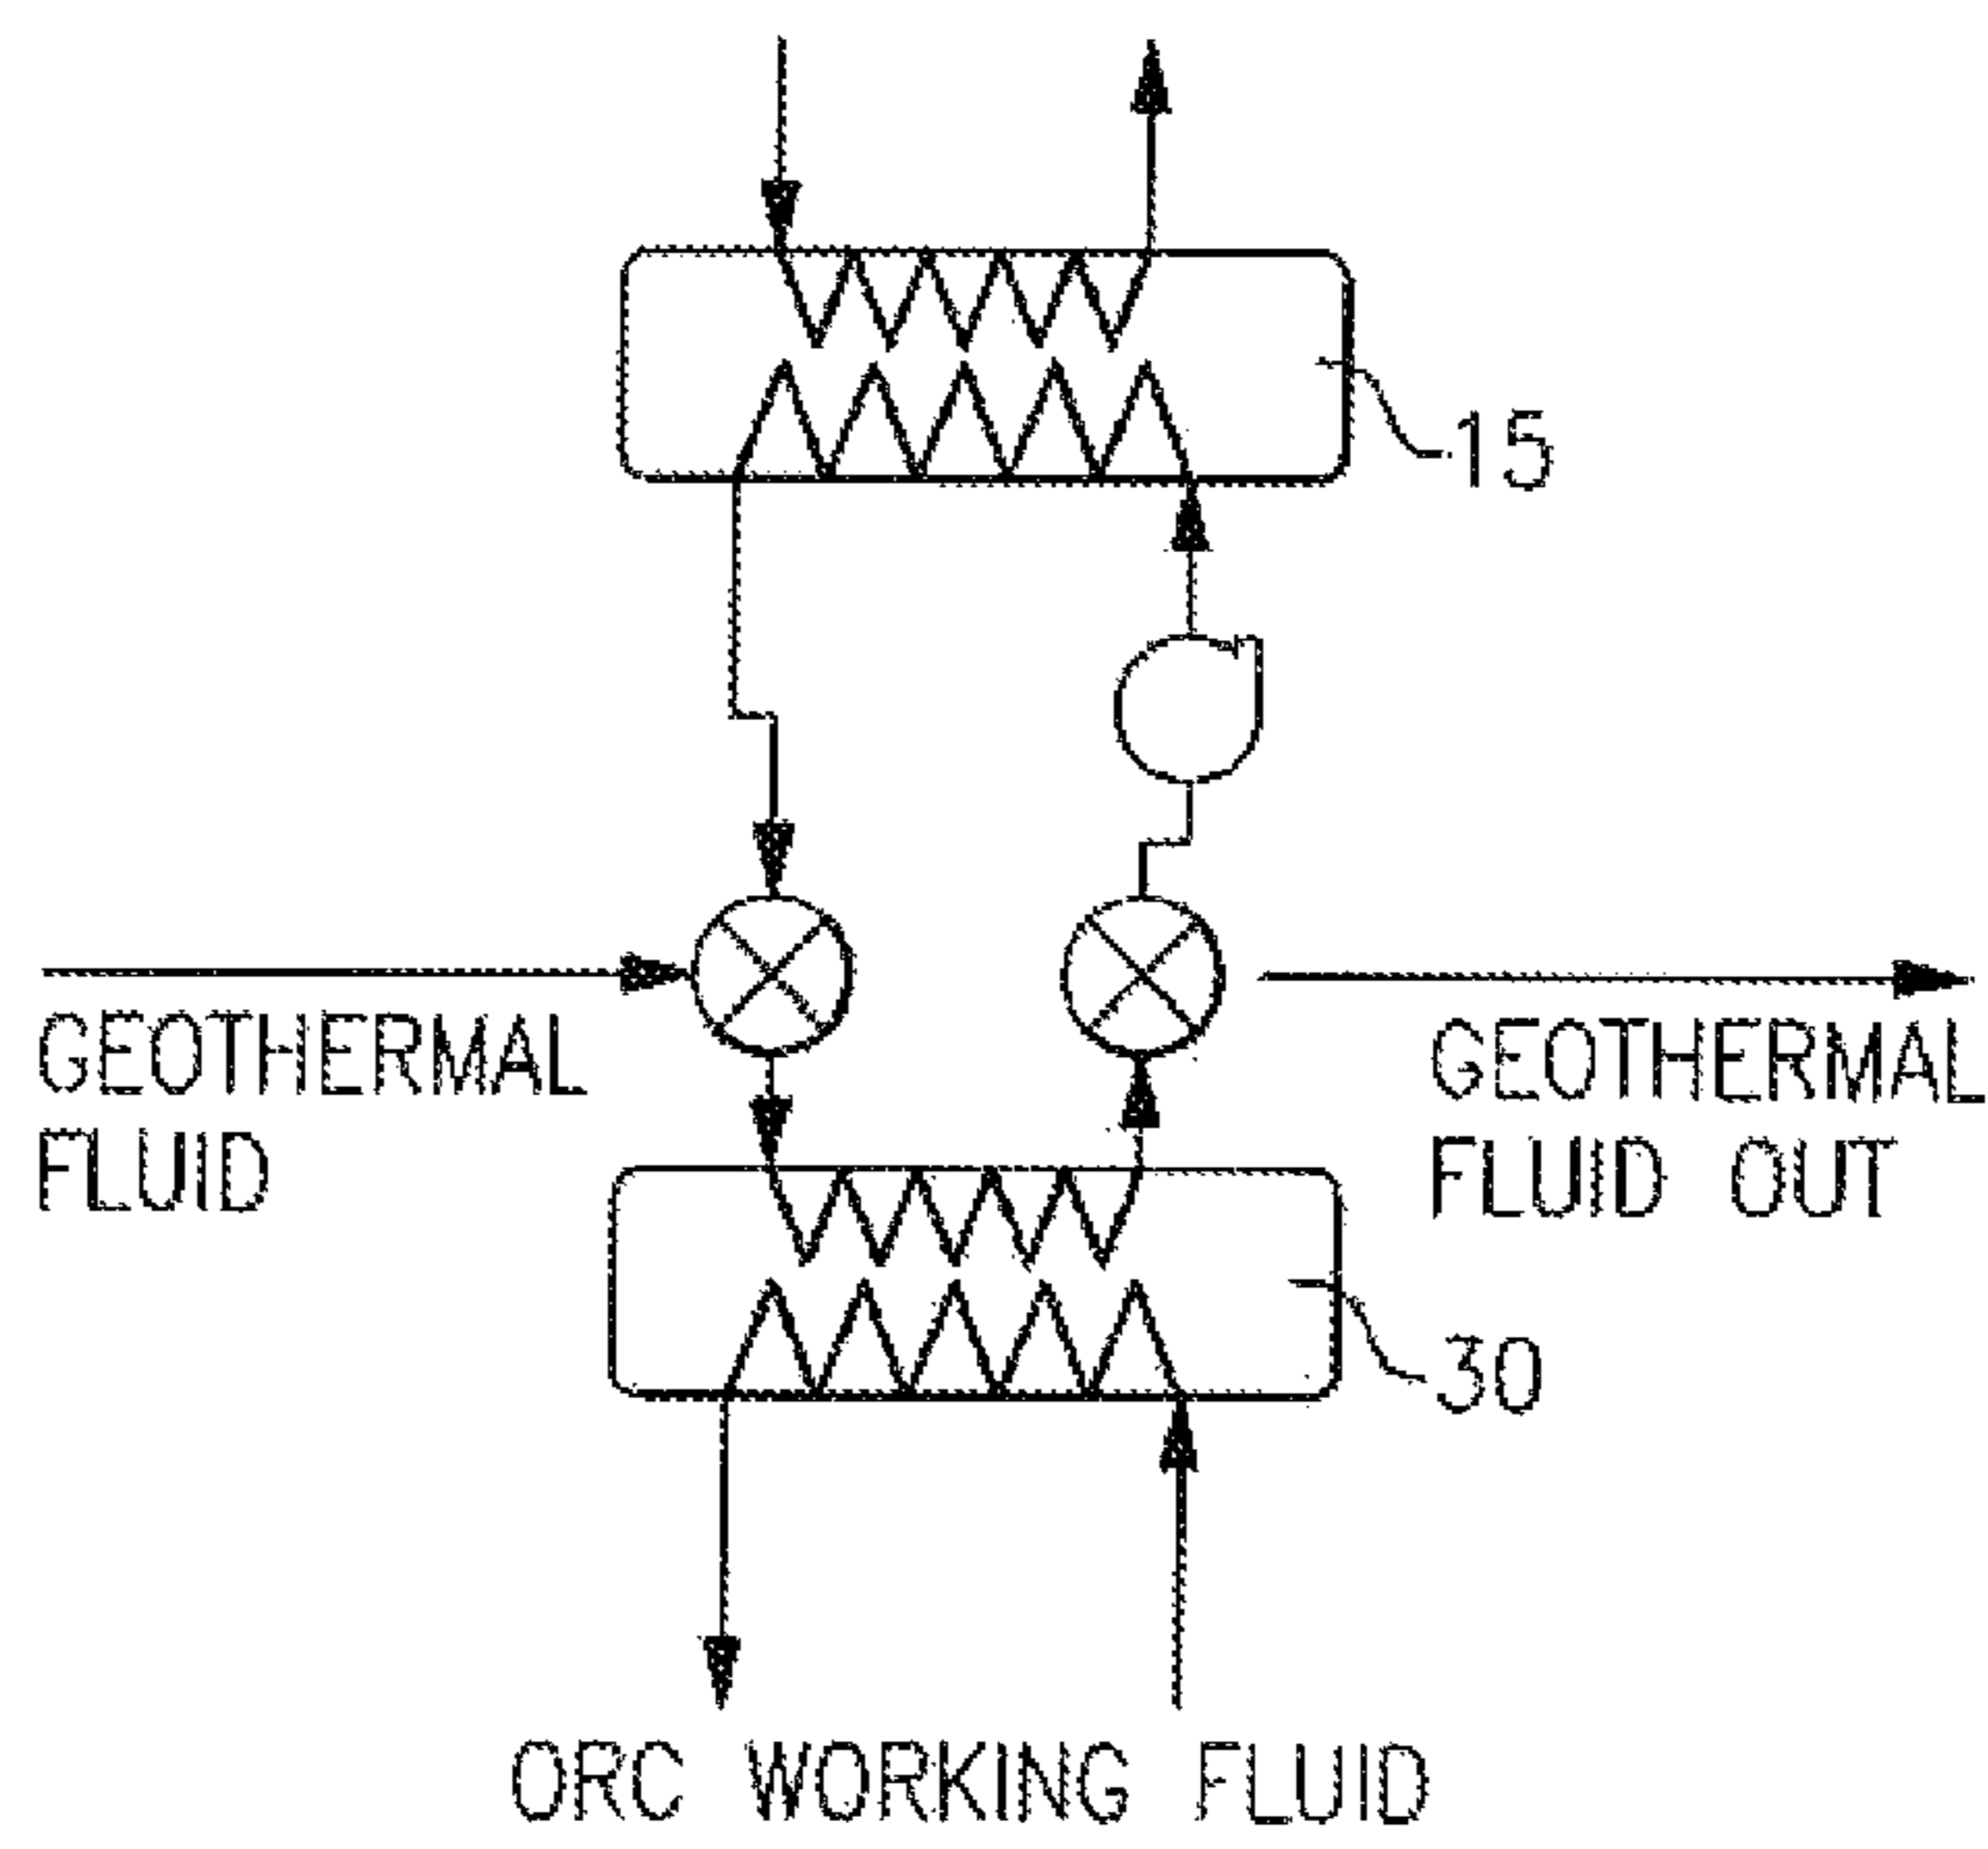 15
GEOTHERMAL
FLUID
GEOTHERMAL
FLUID OUT
30
ORC WORKING FLUID